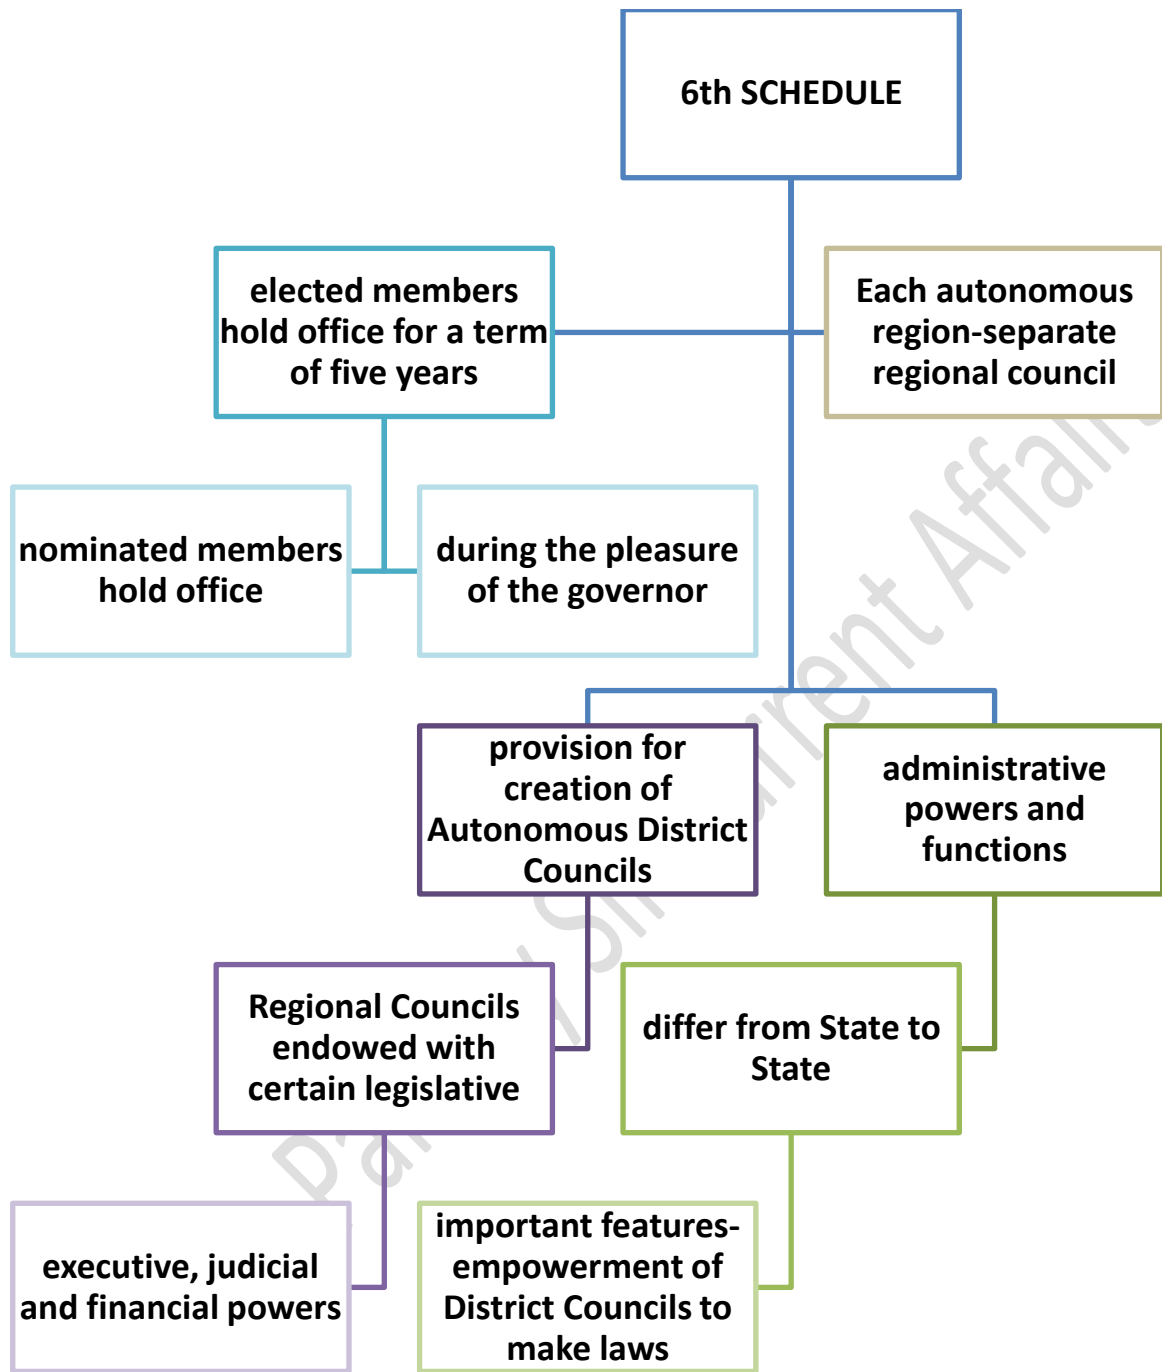 6th SCHEDULE
elected members
hold office for a term
of five years
Each autonomous
region-separate
regional council
nominated members
hold office
during the pleasure
of the governor
provision for
creation of
Autonomous District
Councils
administrative
powers and
functions
Regional Councils
endowed with
certain legislative
differ from State to
State
executive, judicial
and financial powers
important features-
empowerment of
District Councils to
make laws